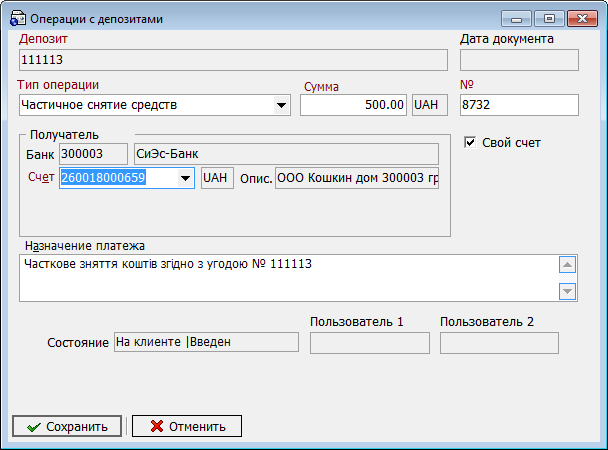 Операции с депозитами
Депозит
Дата документа
111113
Тип операции
Сумма
№
Частичное снятие средств
500.00
UAH
8732
Получатель
Свой счет
Банк
300003
СиЭс-Банк
Счет
260018000659
UAH
Опис.
ООО Кошкин дом 300003 гр
Назначение платежа
Часткове зняття коштів згідно з угодою № 111113
Пользователь 1
Пользователь 2
Состояние
На клиенте |Введен
Сохранить
Отменить